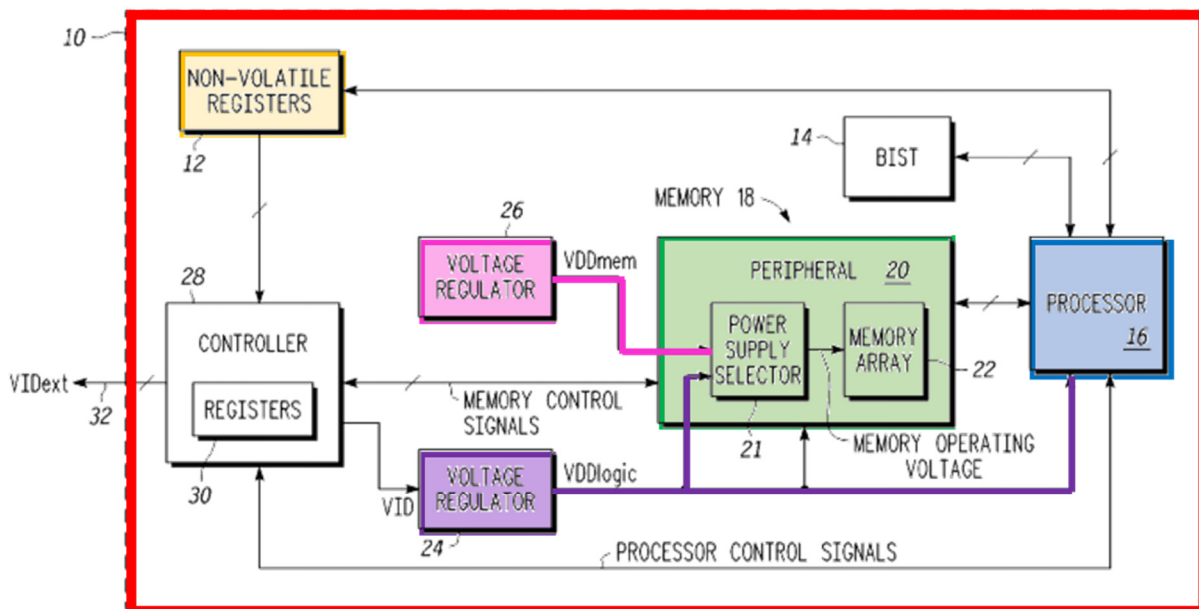 10
NON-VOLATILE
REGISTERS
12
14
BIST
MEMORY 18
26
VOLTAGE
REGULATOR
VDDmem
PERIPHERAL 20
POWER
SUPPLY
SELECTOR
21
MEMORY
ARRAY
22
PROCESSOR
16
28
CONTROLLER
REGISTERS
30
VIDext
32
MEMORY CONTROL
SIGNALS
MEMORY OPERATING
VOLTAGE
VID
VOLTAGE
REGULATOR
24
VDDlogic
PROCESSOR CONTROL SIGNALS